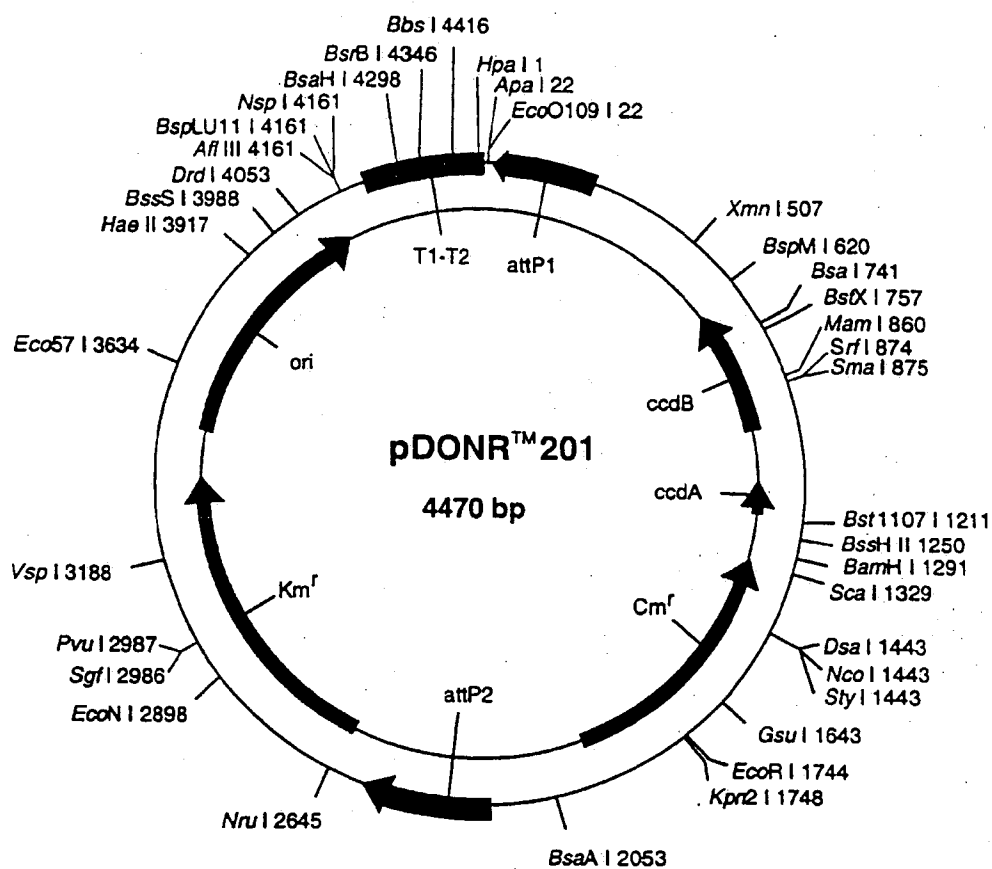 Bbs I 4416
BsrB I 4346
BsaH I 4298
Nsp I 4161
BspLU11 I 4161
Afl III 4161
Drd I 4053
BssS I 3988
Hae II 3917
Eco57 I 3634
Vsp I 3188
Pvu I 2987
Sgf I 2986
EcoN I 2898
Nru I 2645
Hpa I 1
Apa I 22
EcoO109 I 22
Xmn I 507
BspM I 620
Bsa I 741
BstX I 757
Mam I 860
Srf I 874
Sma I 875
Bst1107 I 1211
BssH II 1250
BamH I 1291
Sca I 1329
Dsa I 1443
Nco I 1443
Sty I 1443
Gsu I 1643
EcoR I 1744
Kpn2 I 1748
BsaA I 2053
T1-T2
attP1
ori
ccdB
pDONR™201
4470 bp
ccdA
Kmʳ
Cmʳ
attP2